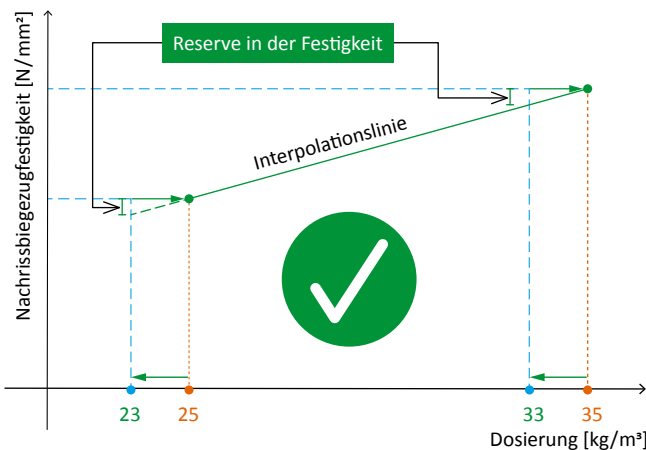 Nachrissbiegezugfestigkeit [N/mm²]
Reserve in der Festigkeit
Interpolationslinie
23 25 33 35
Dosierung [kg/m³]